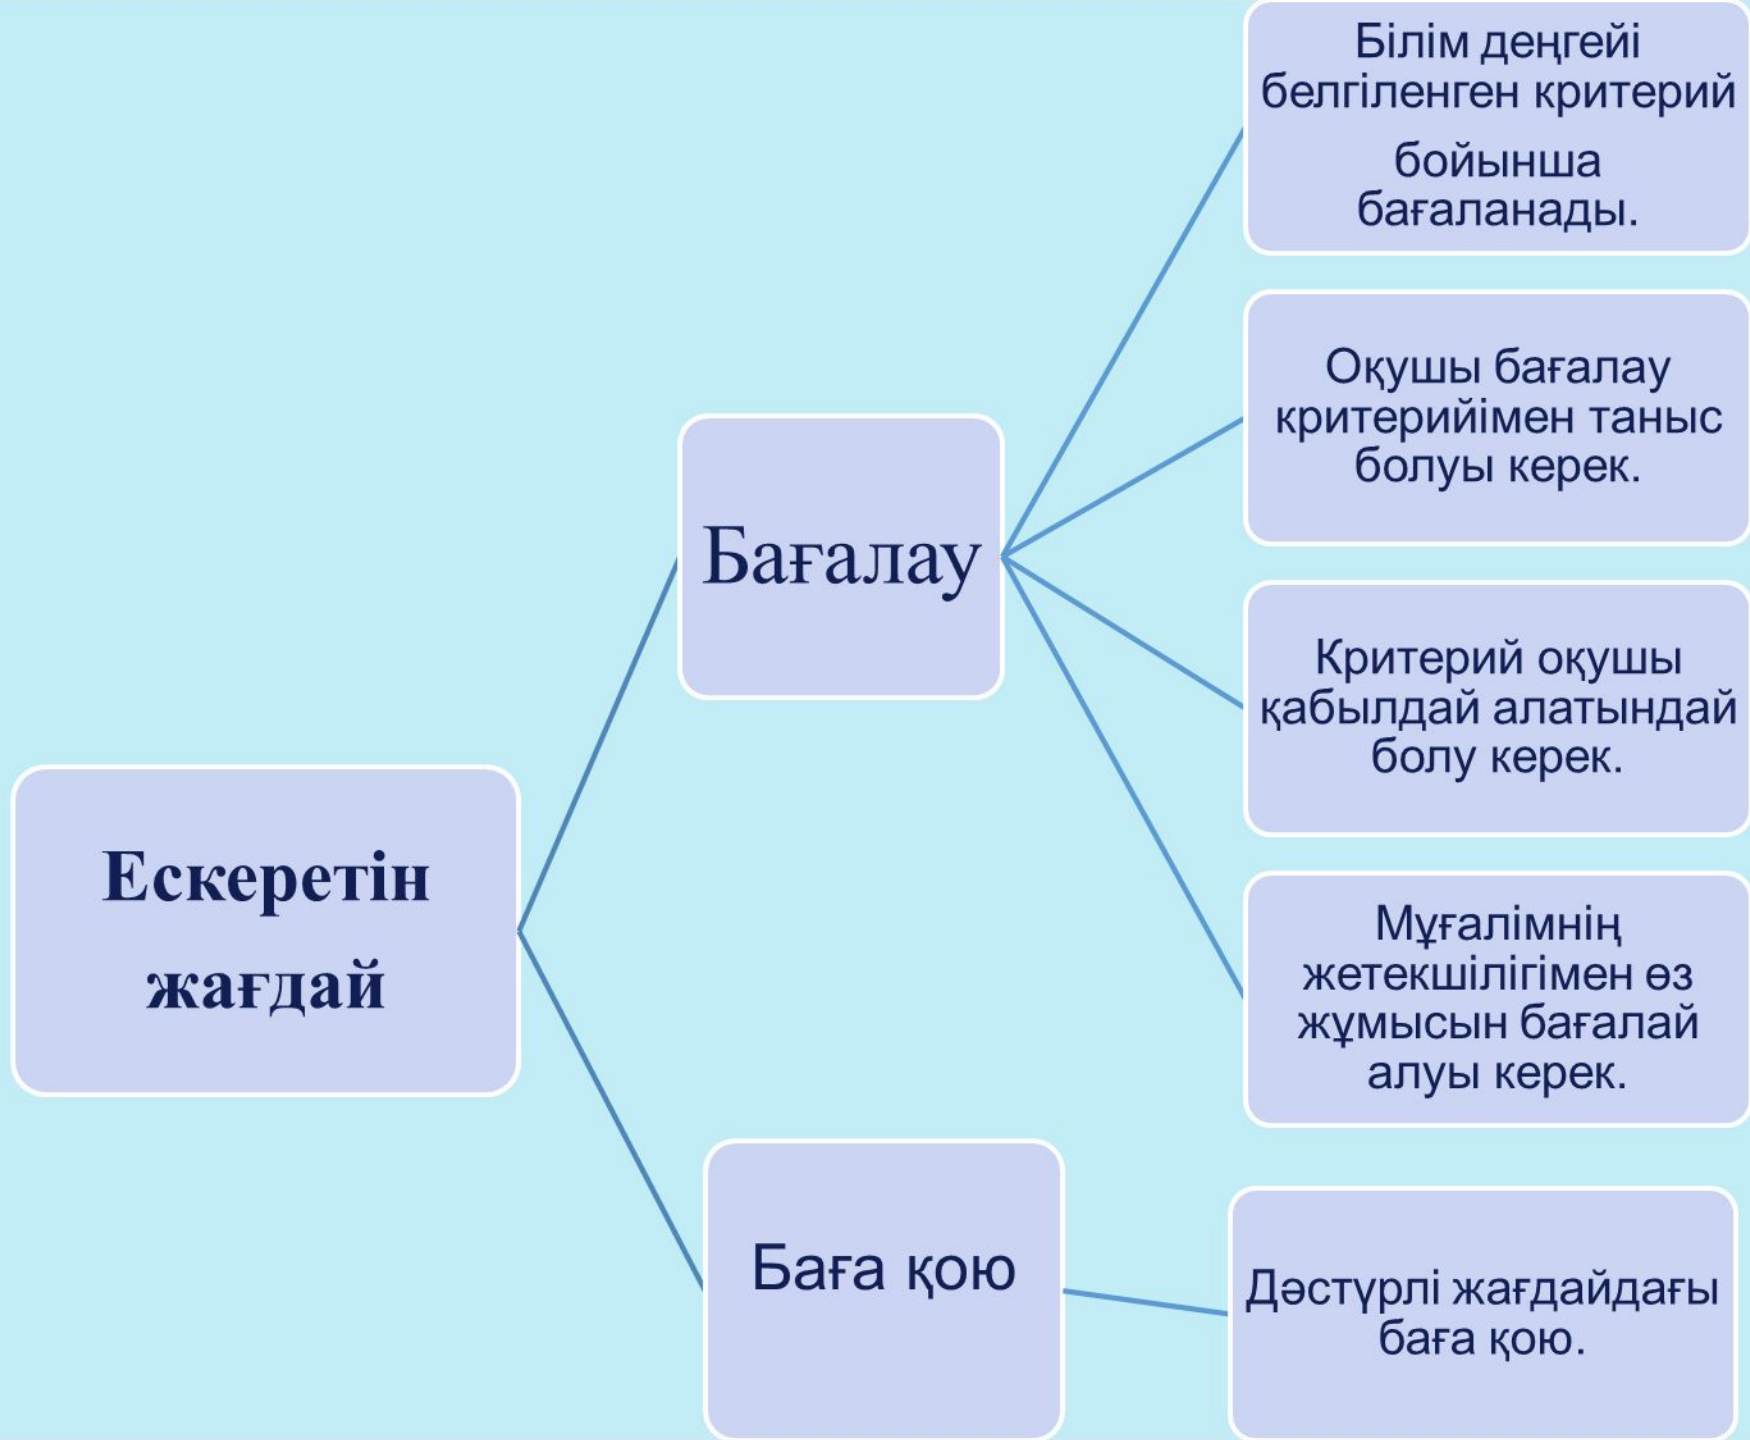 Ескеретін
жағдай
Бағалау
Білім деңгейі
белгіленген критерий
бойынша
бағаланады.
Оқушы бағалау
критерийімен таныс
болуы керек.
Критерий оқушы
қабылдай алатындай
болу керек.
Мұғалімнің
жетекшілігімен өз
жұмысын бағалай
алуы керек.
Баға қою
Дәстүрлі жағдайдағы
баға қою.